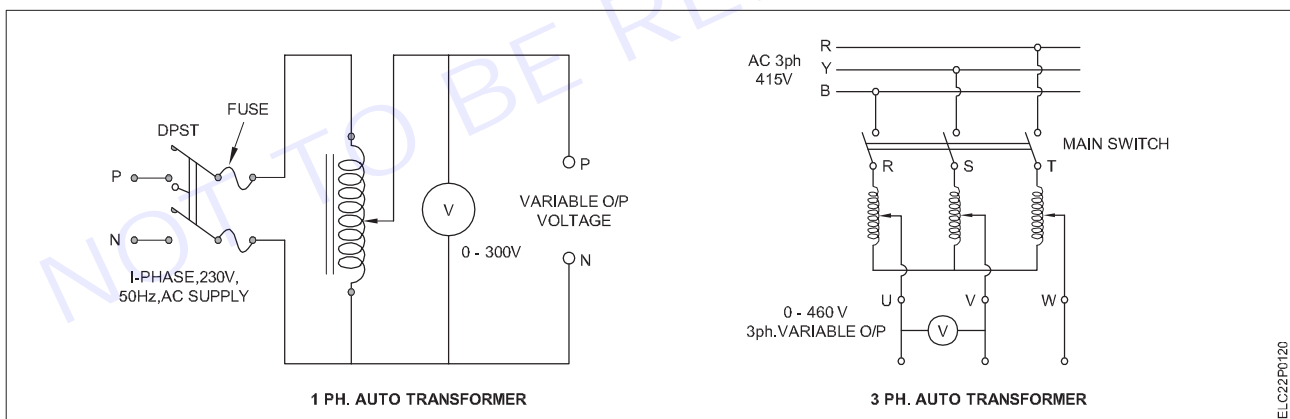 NOT TO BE RE
FUSE
DPST
P
N
I-PHASE,230V,
50Hz,AC SUPPLY
V
0 - 300V
P
VARIABLE O/P
VOLTAGE
N
1 PH. AUTO TRANSFORMER
R
AC 3ph
Y
415V
B
MAIN SWITCH
R
S
T
U
V
W
0 - 460 V
3ph.VARIABLE O/P
V
3 PH. AUTO TRANSFORMER
ELC22P0120